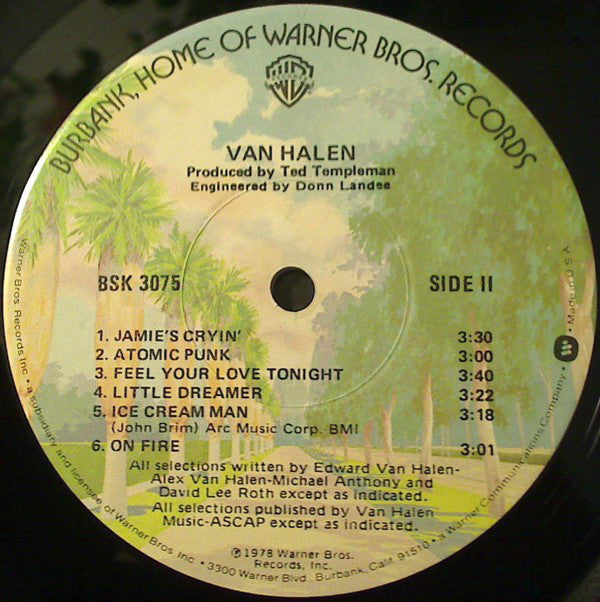 BURBANK, HOME OF WARNER BROS. RECORDS
VAN HALEN
Produced by Ted Templeman
Engineered by Donn Landee
BSK 3075
SIDE II
1. JAMIE'S CRYIN' 3:30
2. ATOMIC PUNK 3:00
3. FEEL YOUR LOVE TONIGHT 3:40
4. LITTLE DREAMER 3:22
5. ICE CREAM MAN 3:18
(John Brim) Arc Music Corp. BMI
6. ON FIRE 3:01
All selections written by Edward Van Halen-
Alex Van Halen-Michael Anthony and
David Lee Roth except as indicated.
All selections published by Van Halen
Music-ASCAP except as indicated.
℗ 1978 Warner Bros.
Records, Inc.
Warner Bros. Records Inc. • a subsidiary and licensee of Warner Bros. Inc. • 3300 Warner Blvd., Burbank, Calif. 91510 • a Warner Communications Company • Made in U.S.A.